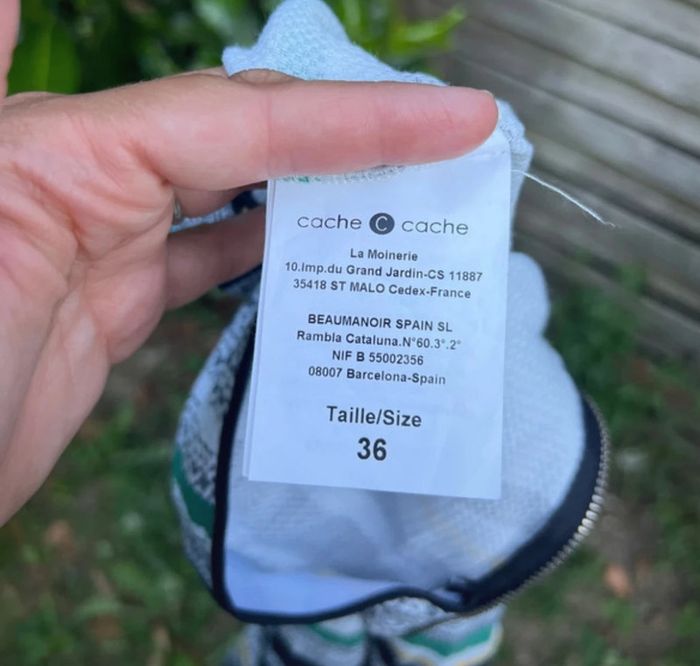 cache C cache
La Moinerie
10.Imp.du Grand Jardin-CS 11887
35418 ST MALO Cedex-France
BEAUMANOIR SPAIN SL
Rambla Cataluna.N°60.3°.2°
NIF B 55002356
08007 Barcelona-Spain
Taille/Size
36